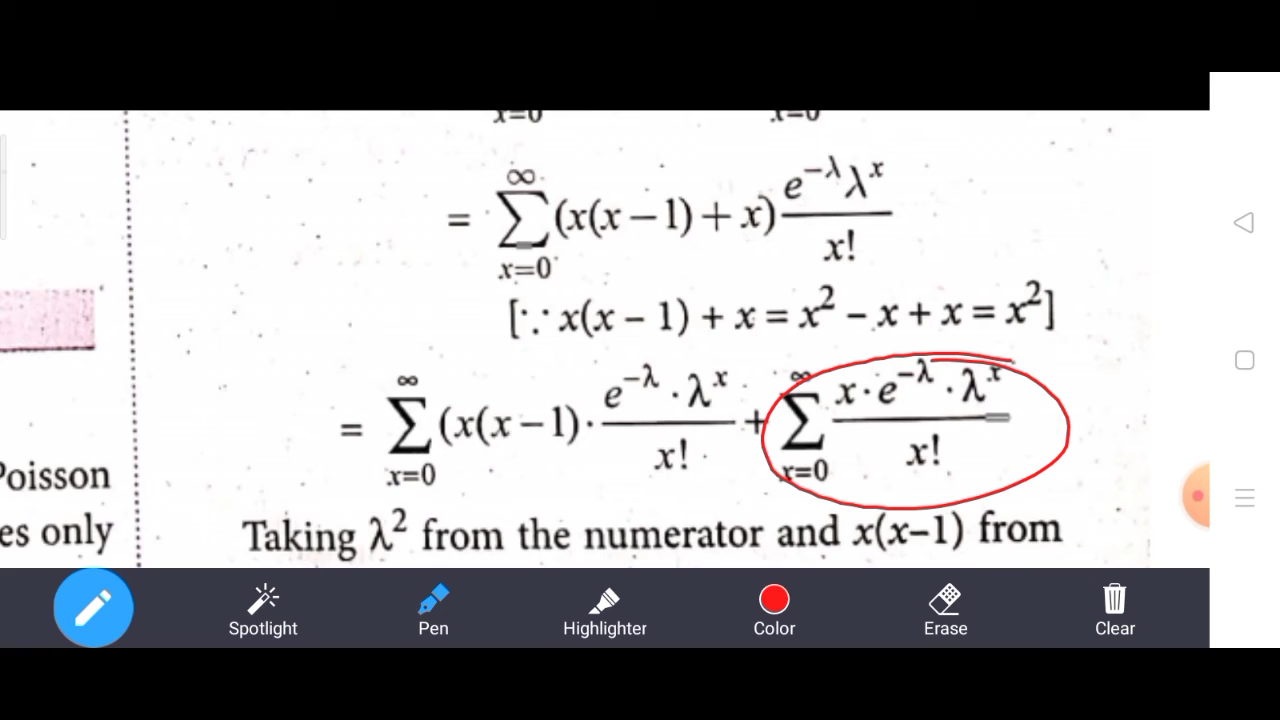 x=0 x=0
= ∞ ∑ x=0 (x(x – 1) + x) e^{–λ} λ^x / x!
[∵ x(x – 1) + x = x² – x + x = x²]
= ∞ ∑ x=0 (x(x – 1) · e^{–λ} · λ^x / x! + ∞ ∑ x=0 x · e^{–λ} · λ^x / x!
Poisson
es only
Taking λ² from the numerator and x(x–1) from
Spotlight
Pen
Highlighter
Color
Erase
Clear